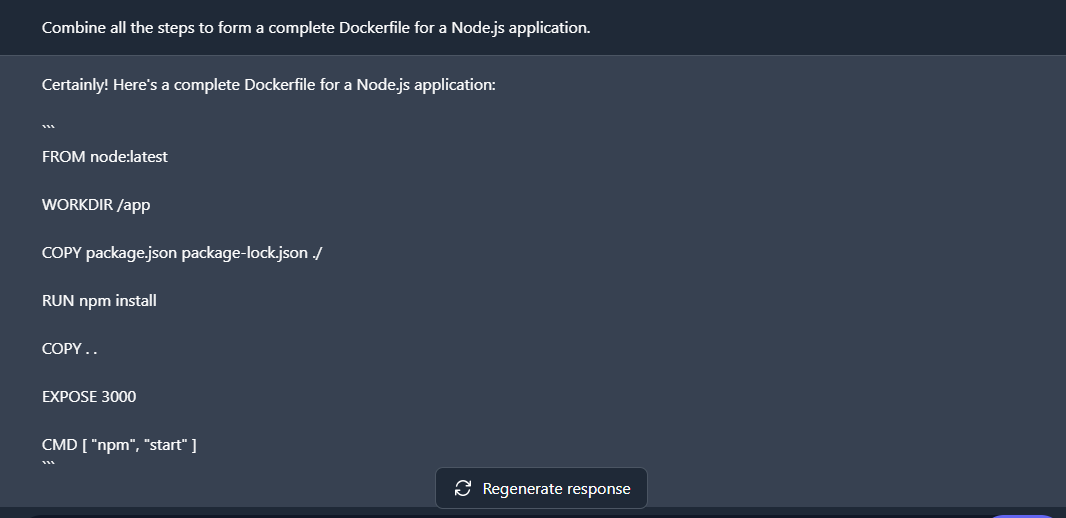 Combine all the steps to form a complete Dockerfile for a Node.js application.
Certainly! Here's a complete Dockerfile for a Node.js application:
```
FROM node:latest
WORKDIR /app
COPY package.json package-lock.json ./
RUN npm install
COPY . .
EXPOSE 3000
CMD [ "npm", "start" ]
```
Regenerate response